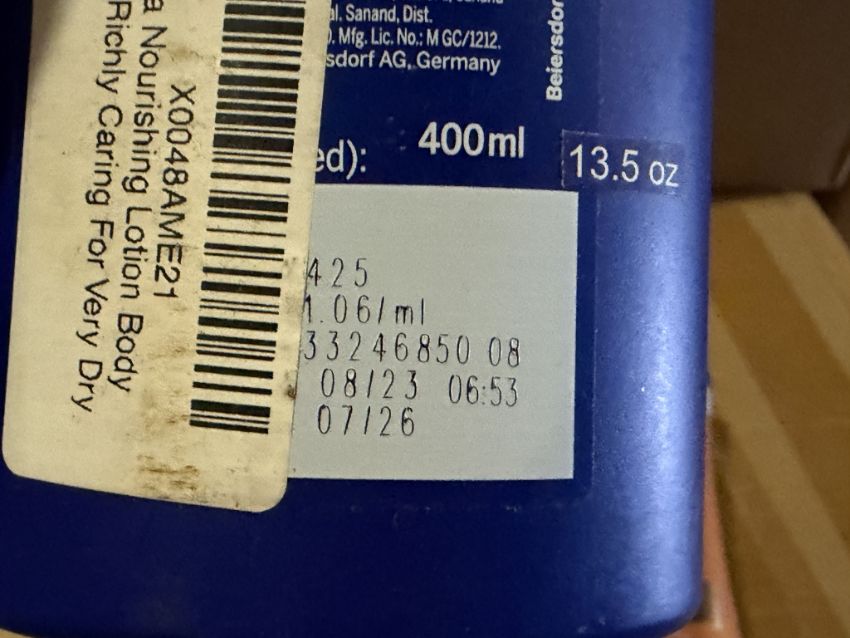 al. Sanand, Dist.
). Mfg. Lic. No.: M GC/1212.
sdorf AG, Germany
Beiersdor
ed):
400ml
13.5 oz
425
1.06/ml
33246850 08
08/23 06:53
07/26
X0048AME21
a Nourishing Lotion Body
Richly Caring For Very Dry